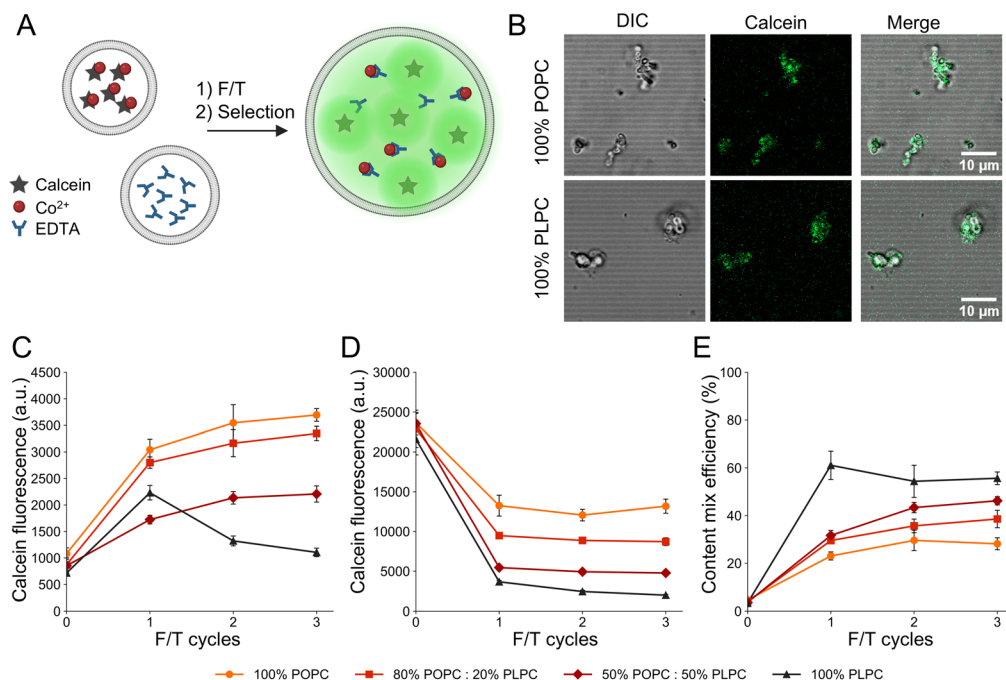 A
1) F/T
2) Selection
Calcein
Co²⁺
EDTA
B
DIC Calcein Merge
100% POPC
10 µm
100% PLPC
10 µm
C
Calcein fluorescence (a.u.)
4500
4000
3500
3000
2500
2000
1500
1000
500
0
0 1 2 3
F/T cycles
D
Calcein fluorescence (a.u.)
30000
25000
20000
15000
10000
5000
0
0 1 2 3
F/T cycles
E
Content mix efficiency (%)
100
80
60
40
20
0
0 1 2 3
F/T cycles
100% POPC 80% POPC : 20% PLPC 50% POPC : 50% PLPC 100% PLPC